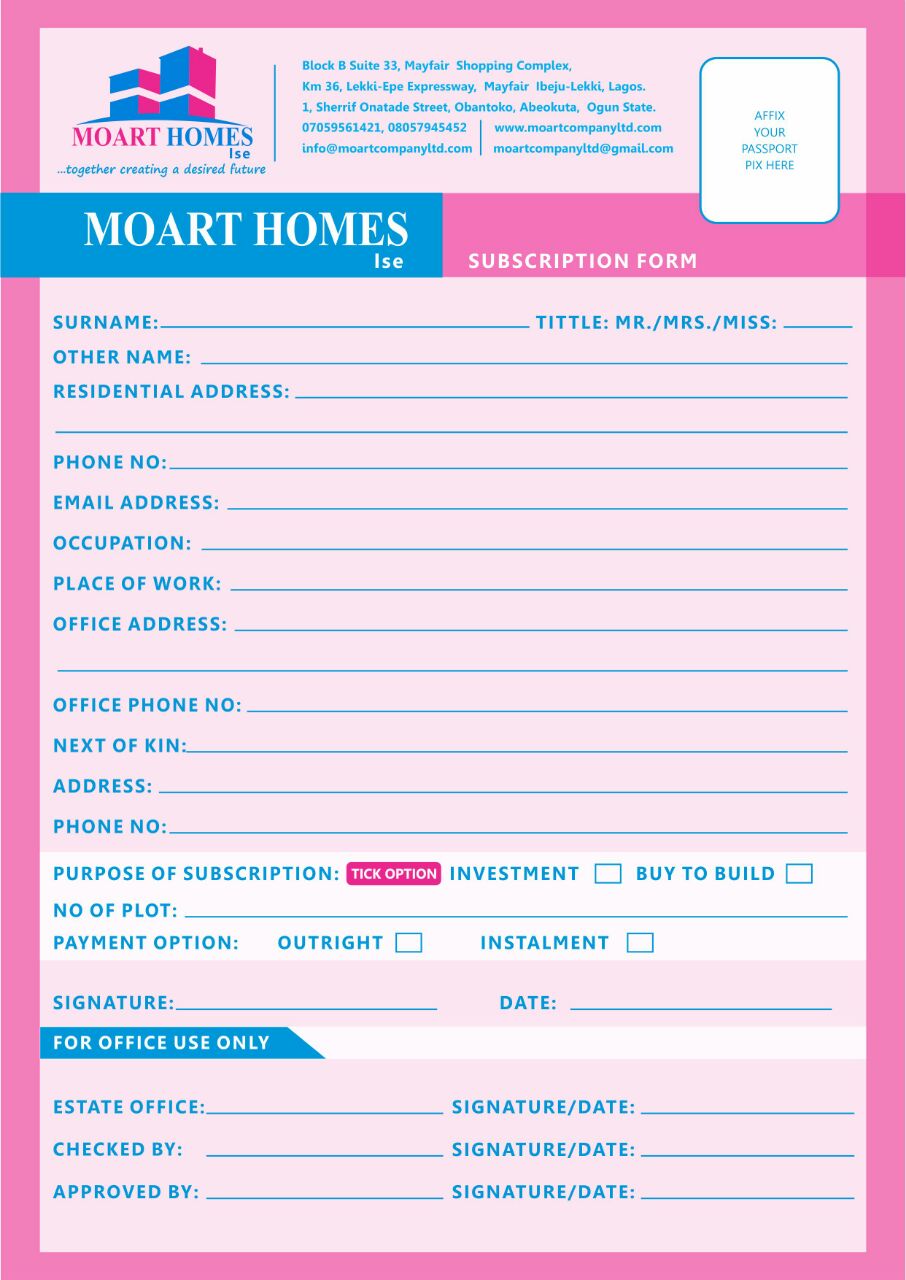 MOART HOMES
Ise
...together creating a desired future
Block B Suite 33, Mayfair Shopping Complex,
Km 36, Lekki-Epe Expressway, Mayfair Ibeju-Lekki, Lagos.
1, Sherrif Onatade Street, Obantoko, Abeokuta, Ogun State.
07059561421, 08057945452 www.moartcompanyltd.com
info@moartcompanyltd.com moartcompanyltd@gmail.com
AFFIX
YOUR
PASSPORT
PIX HERE
MOART HOMES
Ise
SUBSCRIPTION FORM
SURNAME: TITTLE: MR./MRS./MISS:
OTHER NAME:
RESIDENTIAL ADDRESS:
PHONE NO:
EMAIL ADDRESS:
OCCUPATION:
PLACE OF WORK:
OFFICE ADDRESS:
OFFICE PHONE NO:
NEXT OF KIN:
ADDRESS:
PHONE NO:
PURPOSE OF SUBSCRIPTION: TICK OPTION INVESTMENT BUY TO BUILD
NO OF PLOT:
PAYMENT OPTION: OUTRIGHT INSTALMENT
SIGNATURE: DATE:
FOR OFFICE USE ONLY
ESTATE OFFICE: SIGNATURE/DATE:
CHECKED BY: SIGNATURE/DATE:
APPROVED BY: SIGNATURE/DATE: